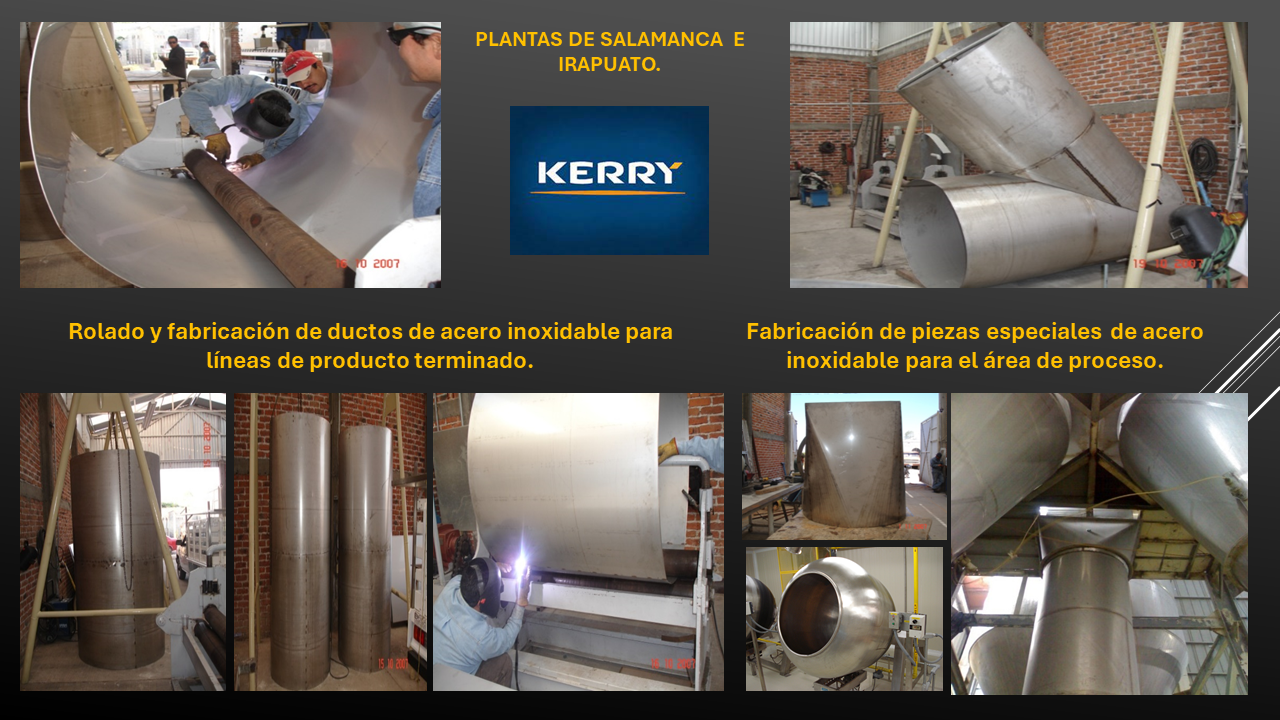 PLANTAS DE SALAMANCA E
IRAPUATO.
KERRY
19 10 2007
Rolado y fabricación de ductos de acero inoxidable para
líneas de producto terminado.
Fabricación de piezas especiales de acero
inoxidable para el área de proceso.
15 10 2007
15 10 2007